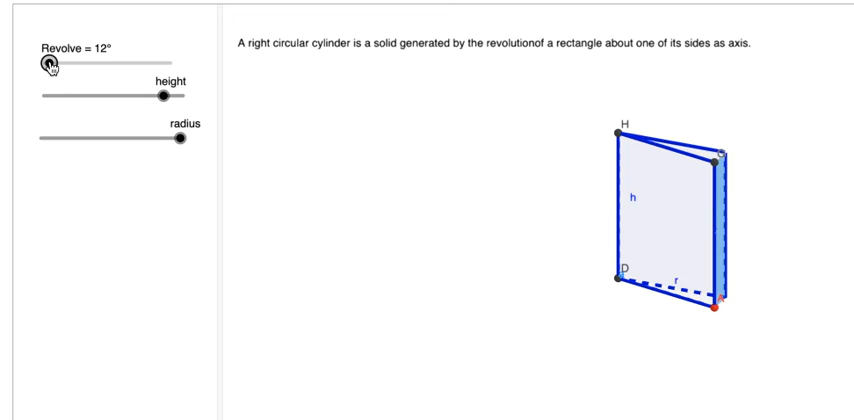 Revolve = 12°
height
radius
A right circular cylinder is a solid generated by the revolutionof a rectangle about one of its sides as axis.
H
G
h
D
r
A